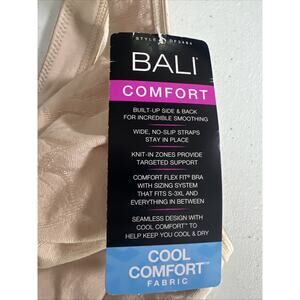 STYLE
BALI
COMFORT
BUILT-UP SIDE & BACK
FOR INCREDIBLE SMOOTHING
WIDE, NO-SLIP STRAPS
STAY IN PLACE
KNIT-IN ZONES PROVIDE
TARGETED SUPPORT
COMFORT FLEX FIT® BRA
WITH SIZING SYSTEM
THAT FITS S-3XL AND
EVERYTHING IN BETWEEN
SEAMLESS DESIGN WITH
COOL COMFORT™ TO
HELP KEEP YOU COOL & DRY
COOL
COMFORT™
FABRIC